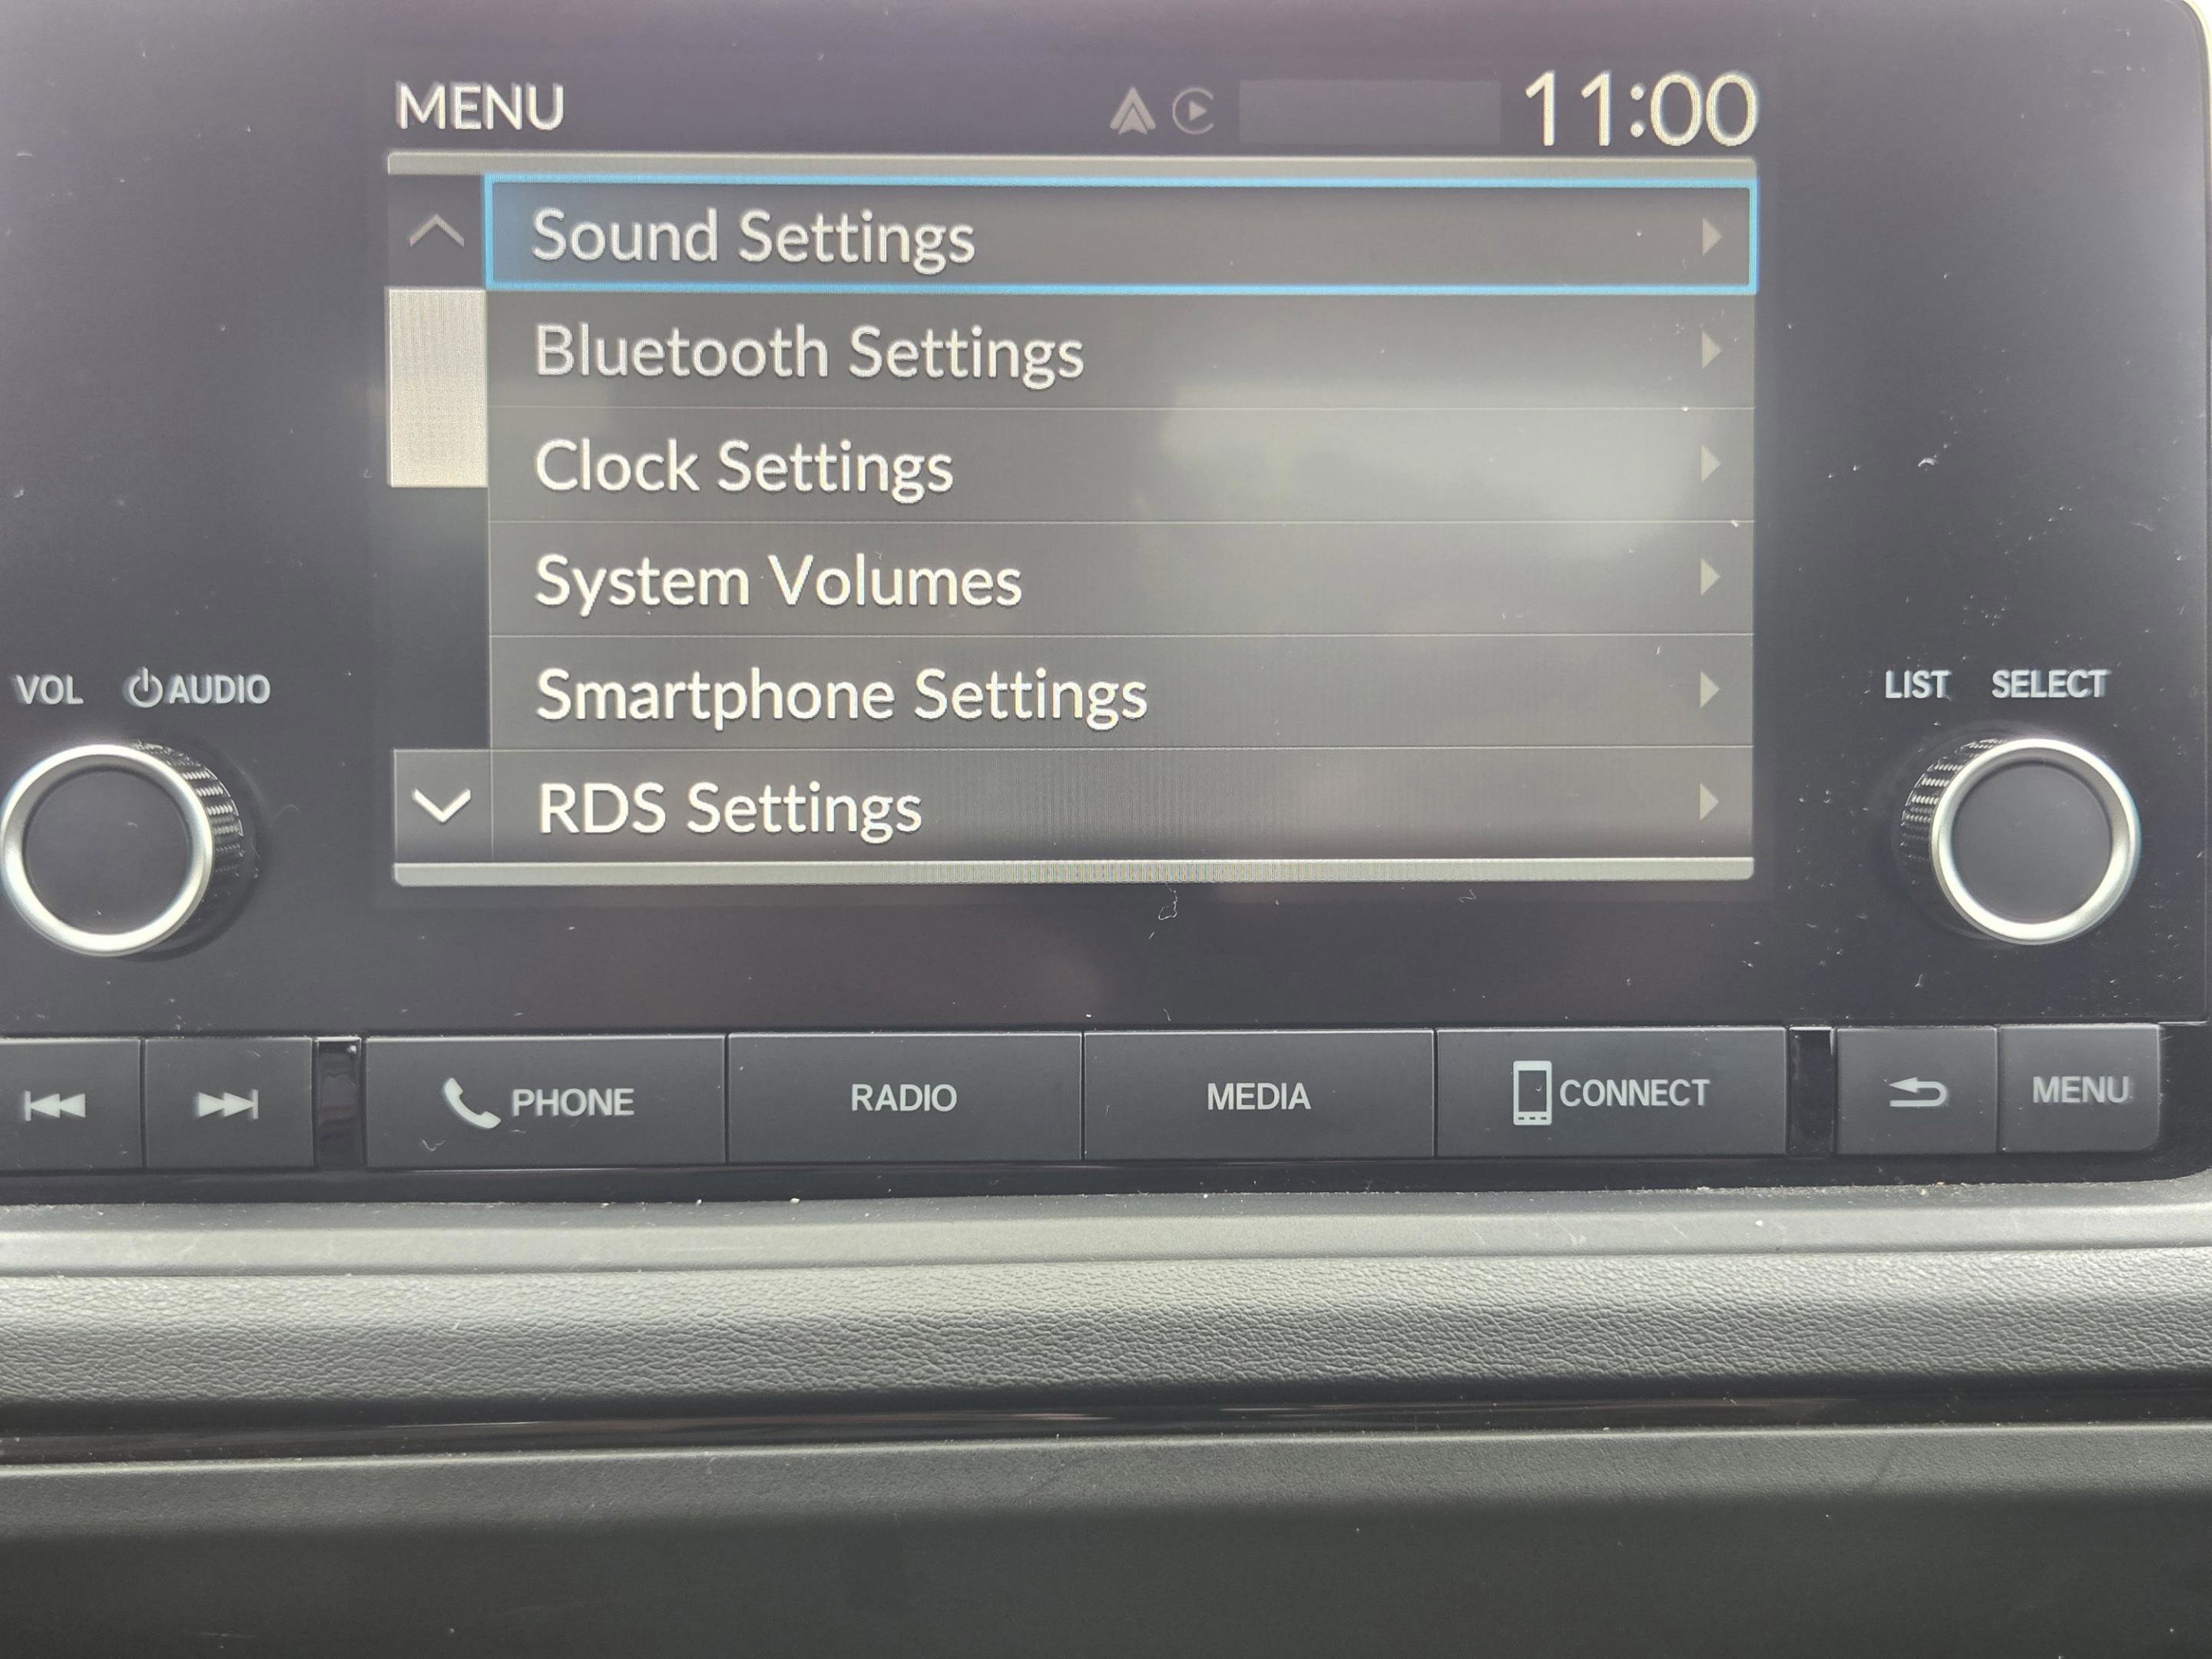 MENU 11:00
Sound Settings
Bluetooth Settings
Clock Settings
System Volumes
Smartphone Settings
RDS Settings
VOL AUDIO
LIST SELECT
PHONE RADIO MEDIA CONNECT MENU